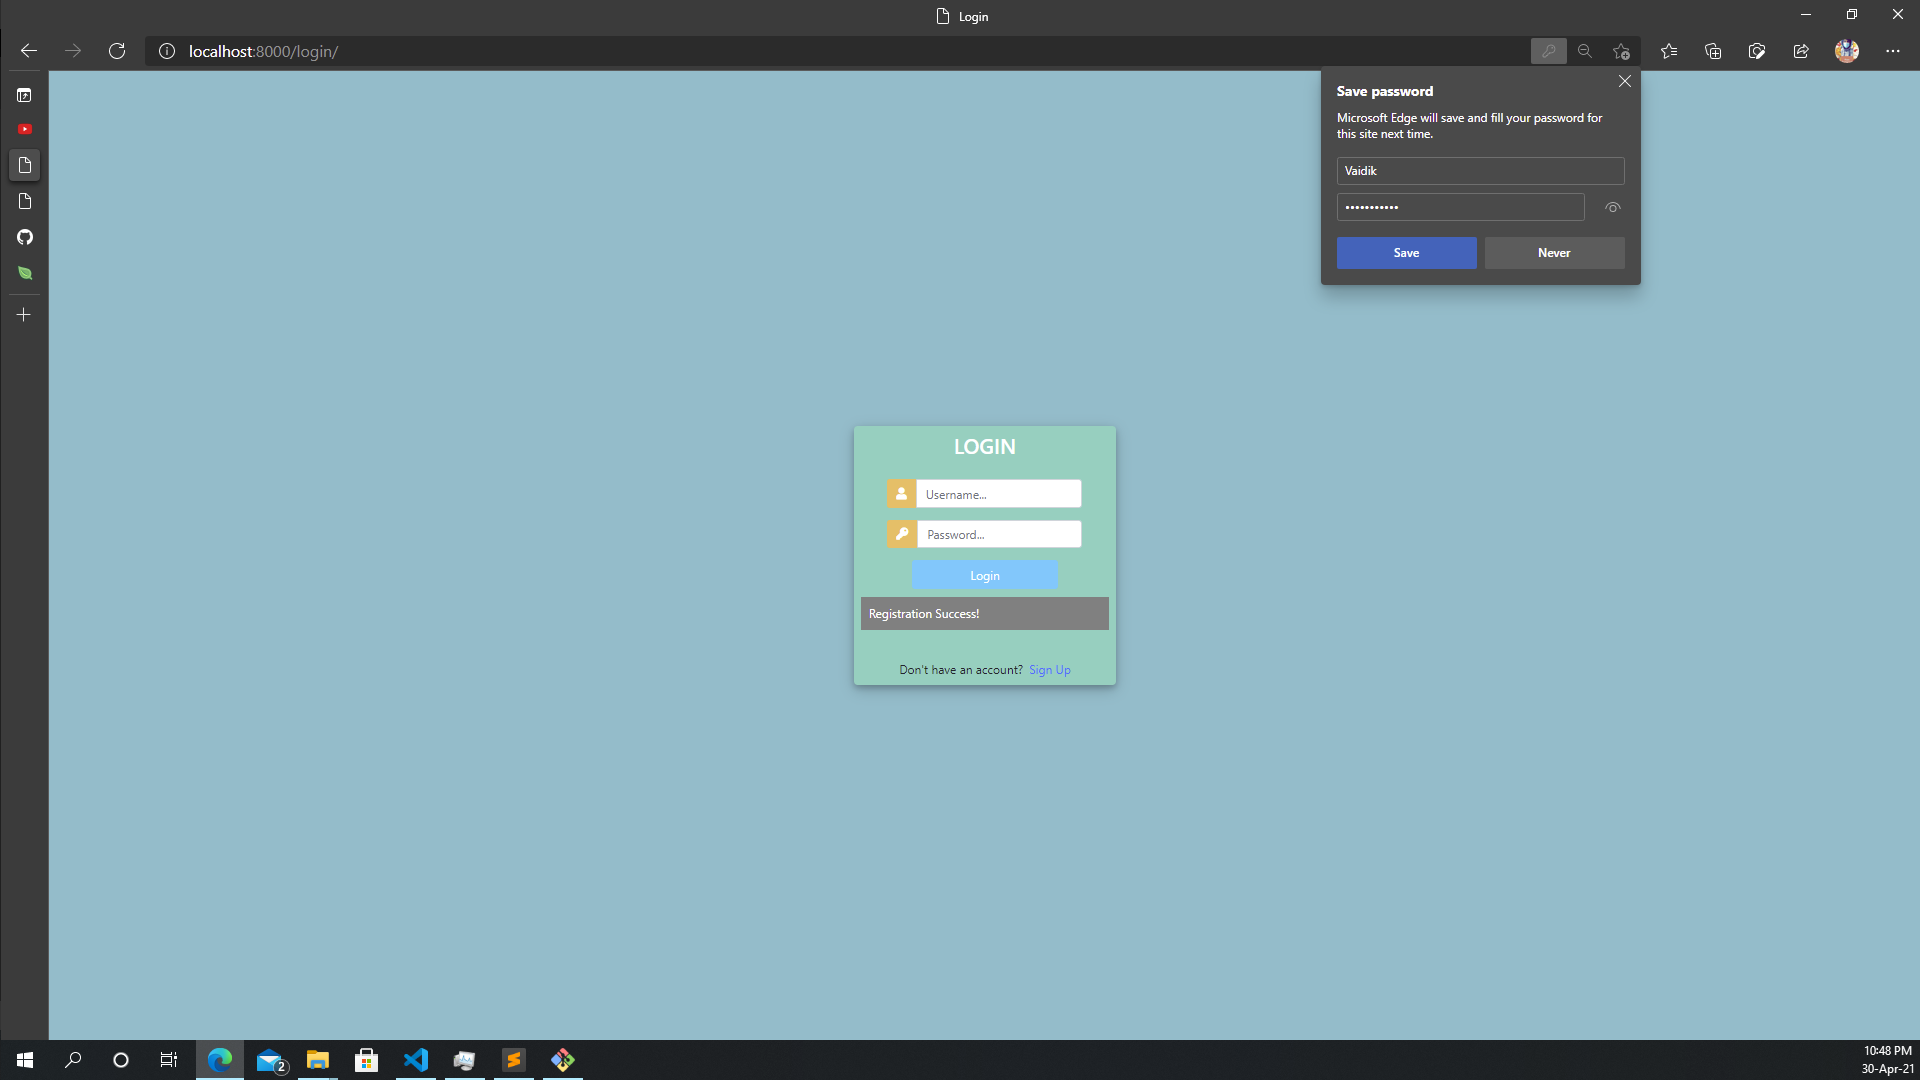 Login
localhost:8000/login/
Save password
Microsoft Edge will save and fill your password for
this site next time.
Vaidik
•••••••••••
Save
Never
LOGIN
Username...
Password...
Login
Registration Success!
Don't have an account? Sign Up
2
10:48 PM
30-Apr-21